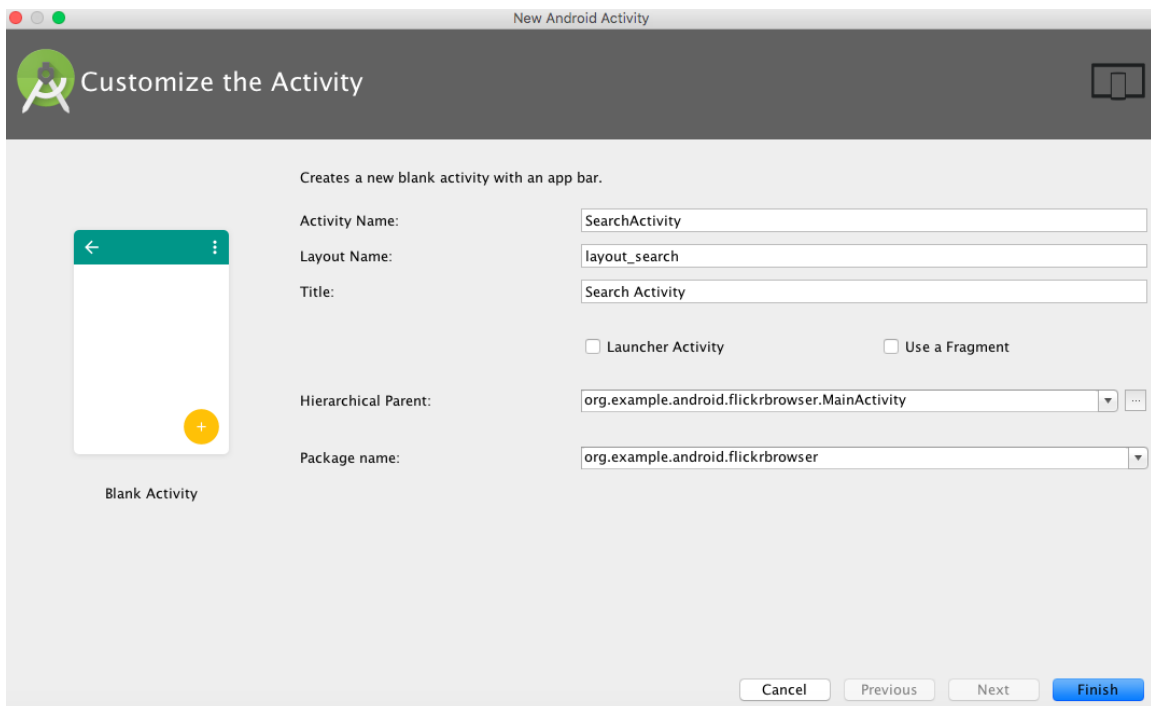 New Android Activity
Customize the Activity
Creates a new blank activity with an app bar.
Activity Name: SearchActivity
Layout Name: layout_search
Title: Search Activity
Launcher Activity Use a Fragment
Hierarchical Parent: org.example.android.flickrbrowser.MainActivity ...
Package name: org.example.android.flickrbrowser
Blank Activity
Cancel Previous Next Finish